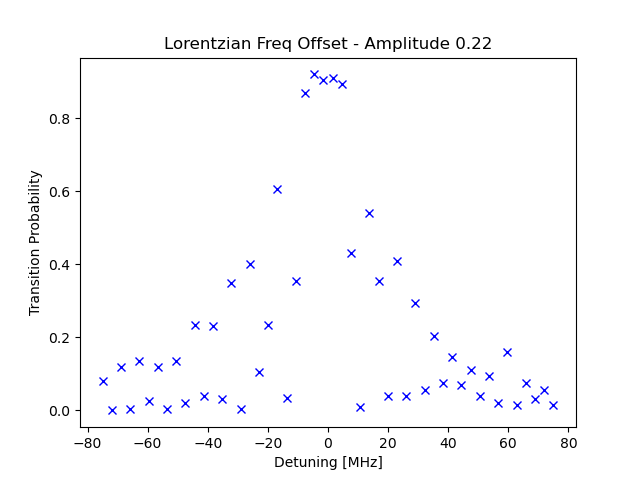 Lorentzian Freq Offset - Amplitude 0.22
Transition Probability
0.8
0.6
0.4
0.2
0.0
−80 −60 −40 −20 0 20 40 60 80
Detuning [MHz]